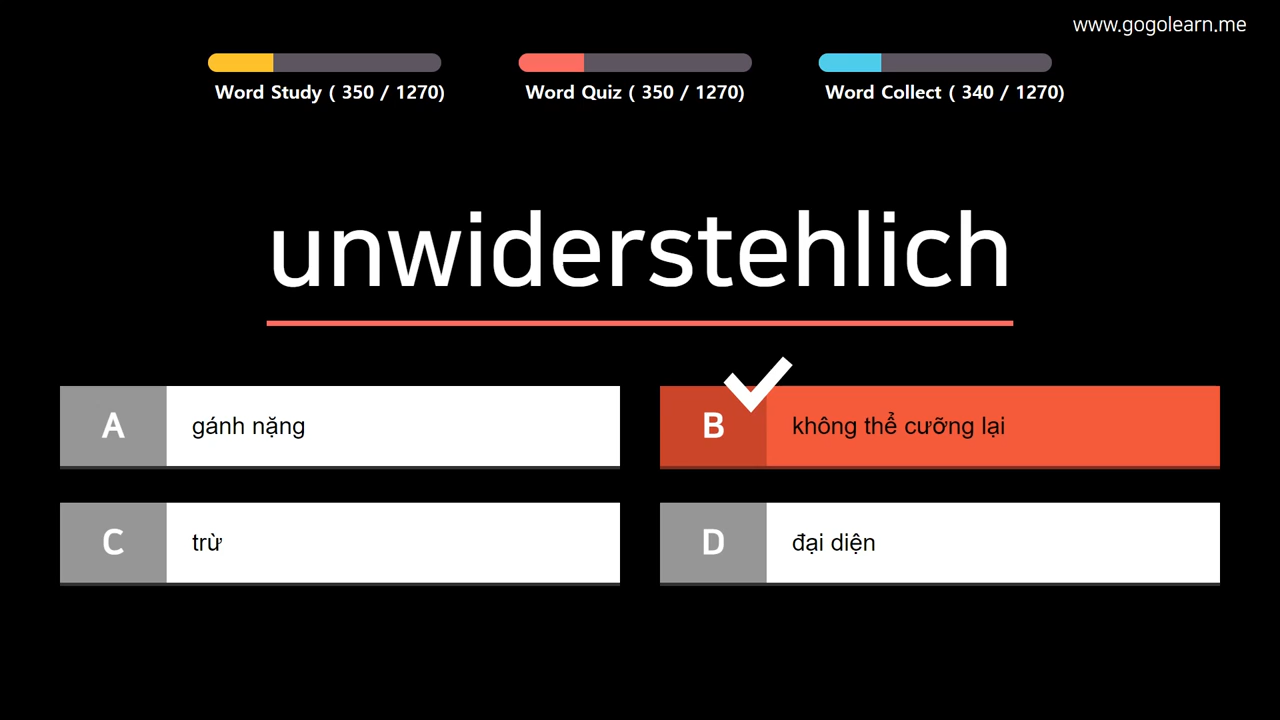 www.gogolearn.me
Word Study ( 350 / 1270)
Word Quiz ( 350 / 1270)
Word Collect ( 340 / 1270)
unwiderstehlich
A gánh nặng
B không thể cưỡng lại
C trừ
D đại diện